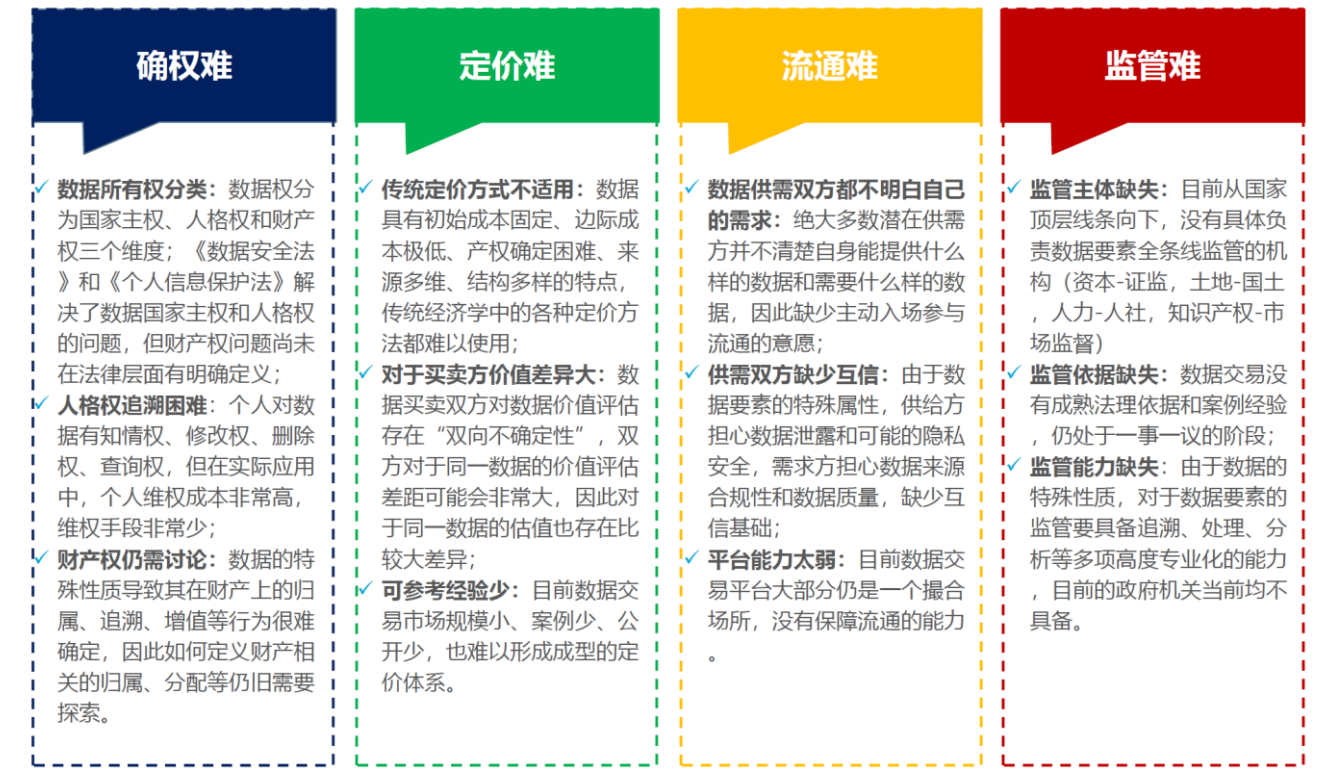 确权难
数据所有权分类：数据权分
为国家主权、人格权和财产
权三个维度；《数据安全法
》和《个人信息保护法》解
决了数据国家主权和人格权
的问题，但财产权问题尚未
在法律层面有明确定义；
人格权追溯困难：个人对数
据有知情权、修改权、删除
权、查询权，但在实际应用
中，个人维权成本非常高，
维权手段非常少；
财产权仍需讨论：数据的特
殊性质导致其在财产上的归
属、追溯、增值等行为很难
确定，因此如何定义财产相
关的归属、分配等仍旧需要
探索。
定价难
传统定价方式不适用：数据
具有初始成本固定、边际成
本极低、产权确定困难、来
源多维、结构多样的特点，
传统经济学中的各种定价方
法都难以使用；
对于买卖方价值差异大：数
据买卖双方对数据价值评估
存在“双向不确定性”，双
方对于同一数据的价值评估
差距可能会非常大，因此对
于同一数据的估值也存在比
较大差异；
可参考经验少：目前数据交
易市场规模小、案例少、公
开少，也难以形成成型的定
价体系。
流通难
数据供需双方都不明白自己
的需求：绝大多数潜在供需
方并不清楚自身能提供什么
样的数据和需要什么样的数
据，因此缺少主动入场参与
流通的意愿；
供需双方缺少互信：由于数
据要素的特殊属性，供给方
担心数据泄露和可能的隐私
安全，需求方担心数据来源
合规性和数据质量，缺少互
信基础；
平台能力太弱：目前数据交
易平台大部分仍是一个撮合
场所，没有保障流通的能力
。
监管难
监管主体缺失：目前从国家
顶层线条向下，没有具体负
责数据要素全条线监管的机
构（资本-证监，土地-国土
，人力-人社，知识产权-市
场监督）
监管依据缺失：数据交易没
有成熟法理依据和案例经验
，仍处于一事一议的阶段；
监管能力缺失：由于数据的
特殊性质，对于数据要素的
监管要具备追溯、处理、分
析等多项高度专业化的能力
，目前的政府机关当前均不
具备。